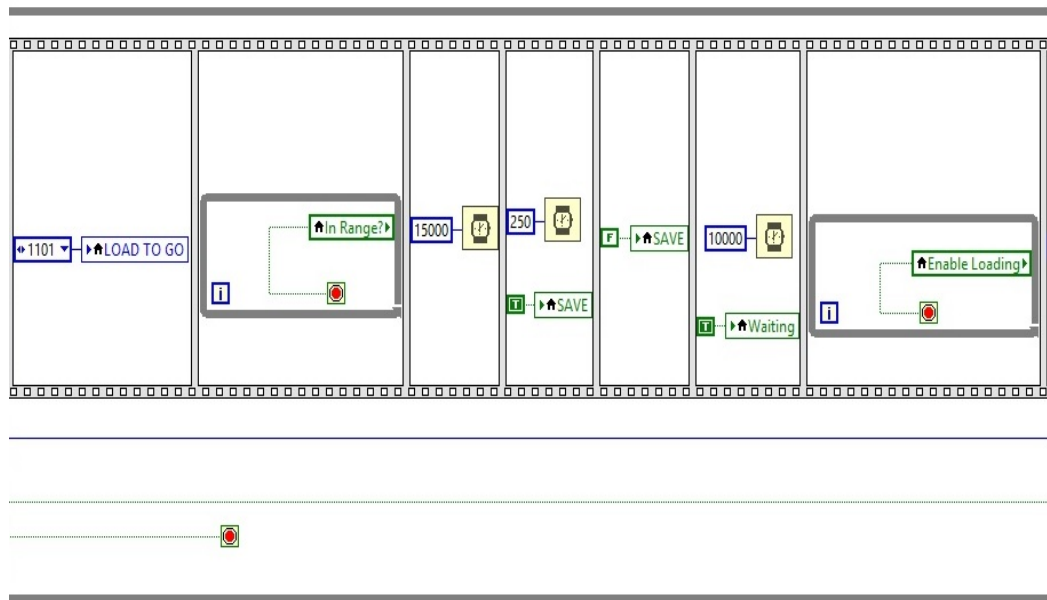 1101
LOAD TO GO
In Range?
i
15000
250
T
SAVE
F
SAVE
10000
T
Waiting
Enable Loading
i